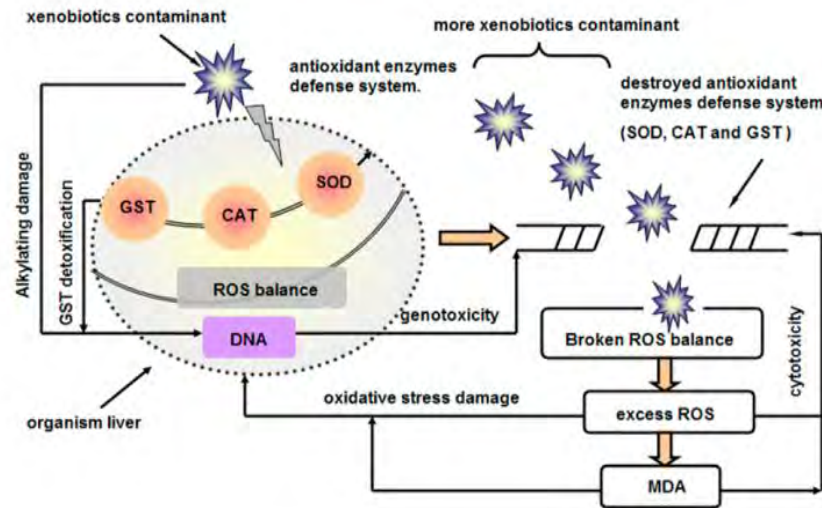 xenobiotics contaminant
more xenobiotics contaminant
antioxidant enzymes
defense system.
destroyed antioxidant
enzymes defense system
(SOD, CAT and GST )
Alkylating damage
GST detoxification
GST
CAT
SOD
ROS balance
DNA
genotoxicity
organism liver
Broken ROS balance
cytotoxicity
oxidative stress damage
excess ROS
MDA